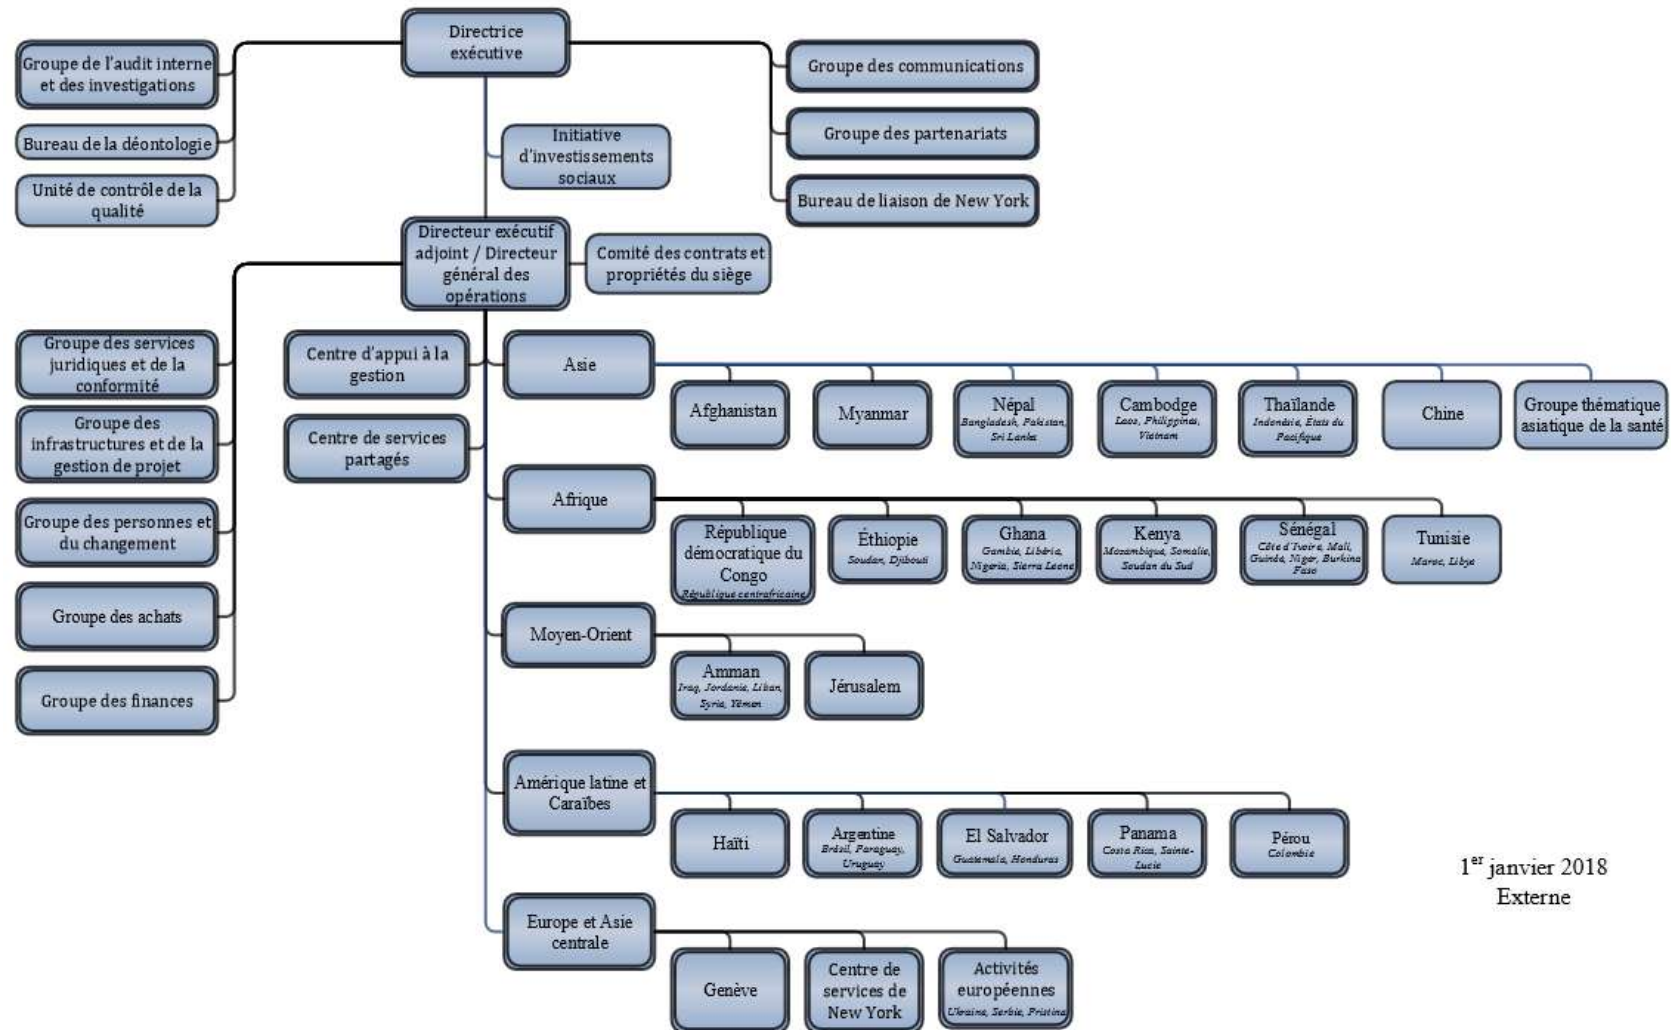 Directrice
exécutive
Groupe de l'audit interne
et des investigations
Bureau de la déontologie
Unité de contrôle de la
qualité
Groupe des communications
Groupe des partenariats
Bureau de liaison de New York
Initiative
d'investissements
sociaux
Directeur exécutif
adjoint / Directeur
général des
opérations
Comité des contrats et
propriétés du siège
Groupe des services
juridiques et de la
conformité
Groupe des
infrastructures et de la
gestion de projet
Groupe des personnes et
du changement
Groupe des achats
Groupe des finances
Centre d'appui à la
gestion
Centre de services
partagés
Asie
Afghanistan
Myanmar
Népal
Bangladesh, Pakistan,
Sri Lanka
Cambodge
Laos, Philippines,
Vietnam
Thaïlande
Indonésie, États du
Pacifique
Chine
Groupe thématique
asiatique de la santé
Afrique
République
démocratique du
Congo
République centrafricaine
Éthiopie
Soudan, Djibouti
Ghana
Gambie, Libéria,
Nigeria, Sierra Leone
Kenya
Mozambique, Somalie,
Soudan du Sud
Sénégal
Côte d'Ivoire, Mali,
Guinée, Niger, Burkina
Faso
Tunisie
Maroc, Libye
Moyen-Orient
Amman
Iraq, Jordanie, Liban,
Syrie, Yémen
Jérusalem
Amérique latine et
Caraïbes
Haïti
Argentine
Brésil, Paraguay,
Uruguay
El Salvador
Guatemala, Honduras
Panama
Costa Rica, Sainte-
Lucie
Pérou
Colombie
Europe et Asie
centrale
Genève
Centre de
services de
New York
Activités
européennes
Ukraine, Serbie, Pristina
1er janvier 2018
Externe